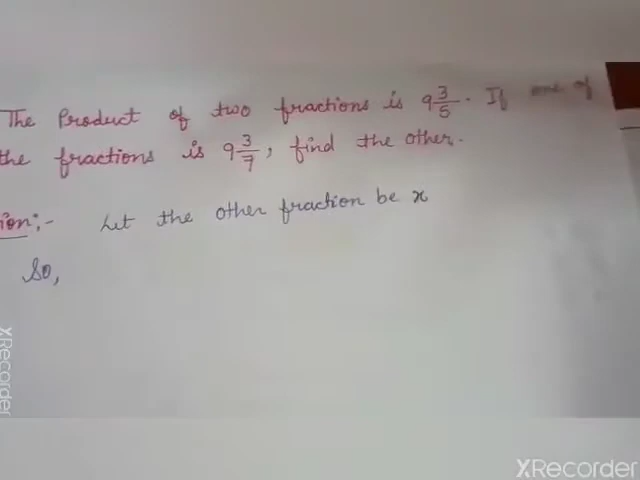 The Product of two fractions is 9 3/5. If one of
the fractions is 9 3/7, find the other.
ion:- Let the other fraction be x
So,
XRecorder
XRecorder